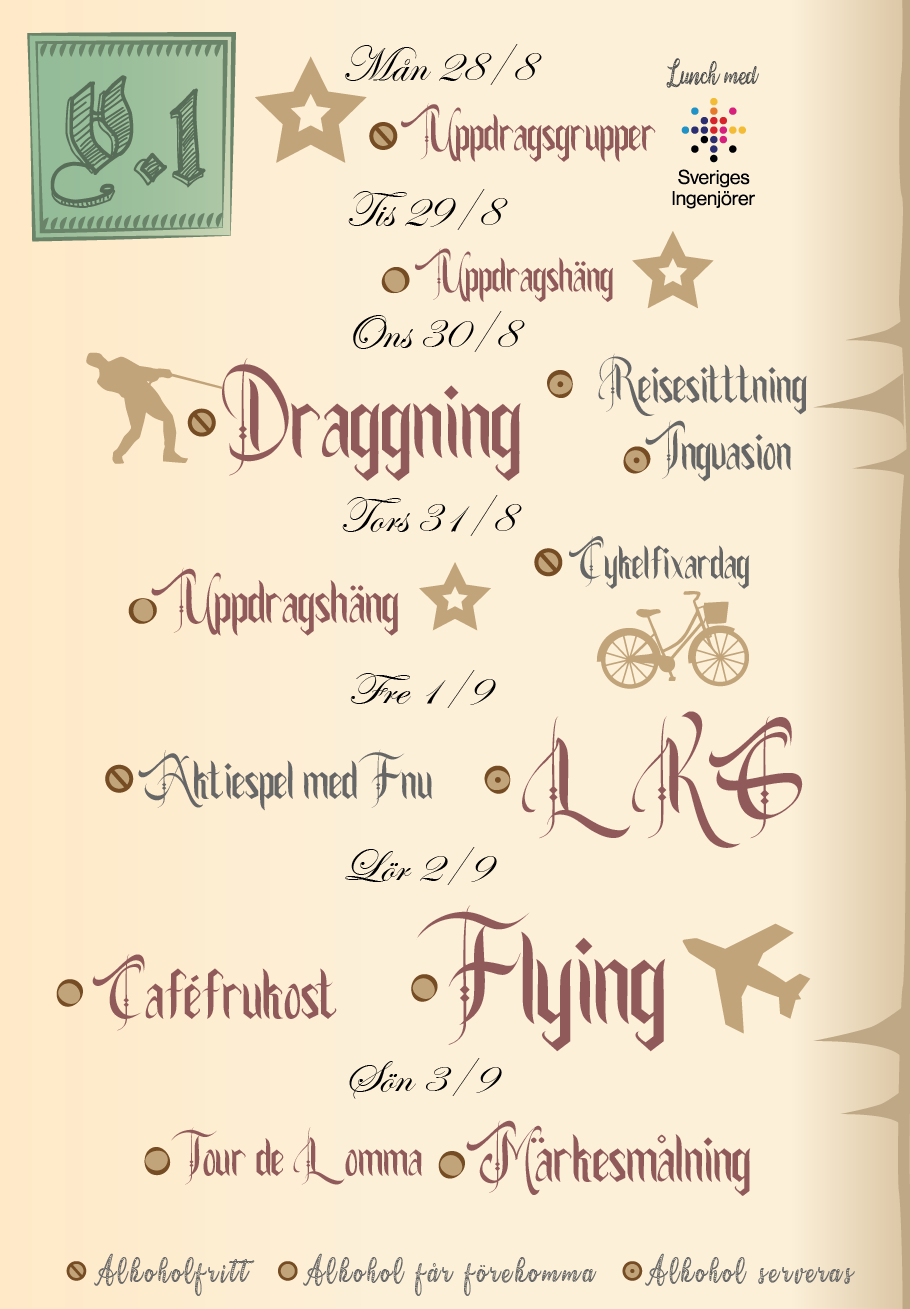 V.1
Mån 28/8
Uppdragsgrupper
Lunch med
Sveriges
Ingenjörer
Tis 29/8
Uppdragshäng
Ons 30/8
Draggning
Reisesitttning
Ingvasion
Tors 31/8
Uppdragshäng
Cykelfixardag
Fre 1/9
Aktiespel med Fnu
LKG
Lör 2/9
Caféfrukost
Flying
Sön 3/9
Tour de Lomma
Märkesmålning
Alkoholfritt
Alkohol får förekomma
Alkohol serveras